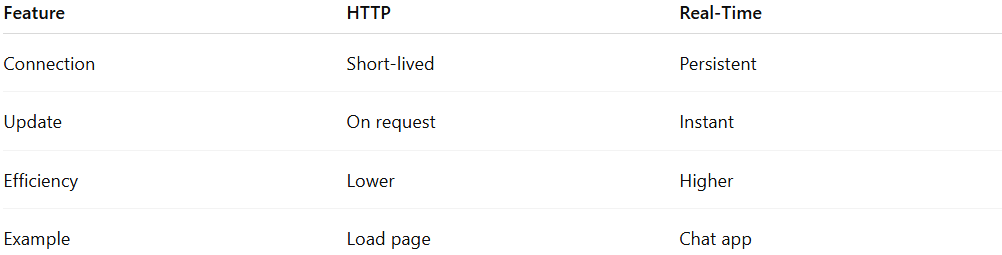 Feature HTTP Real-Time
Connection Short-lived Persistent
Update On request Instant
Efficiency Lower Higher
Example Load page Chat app